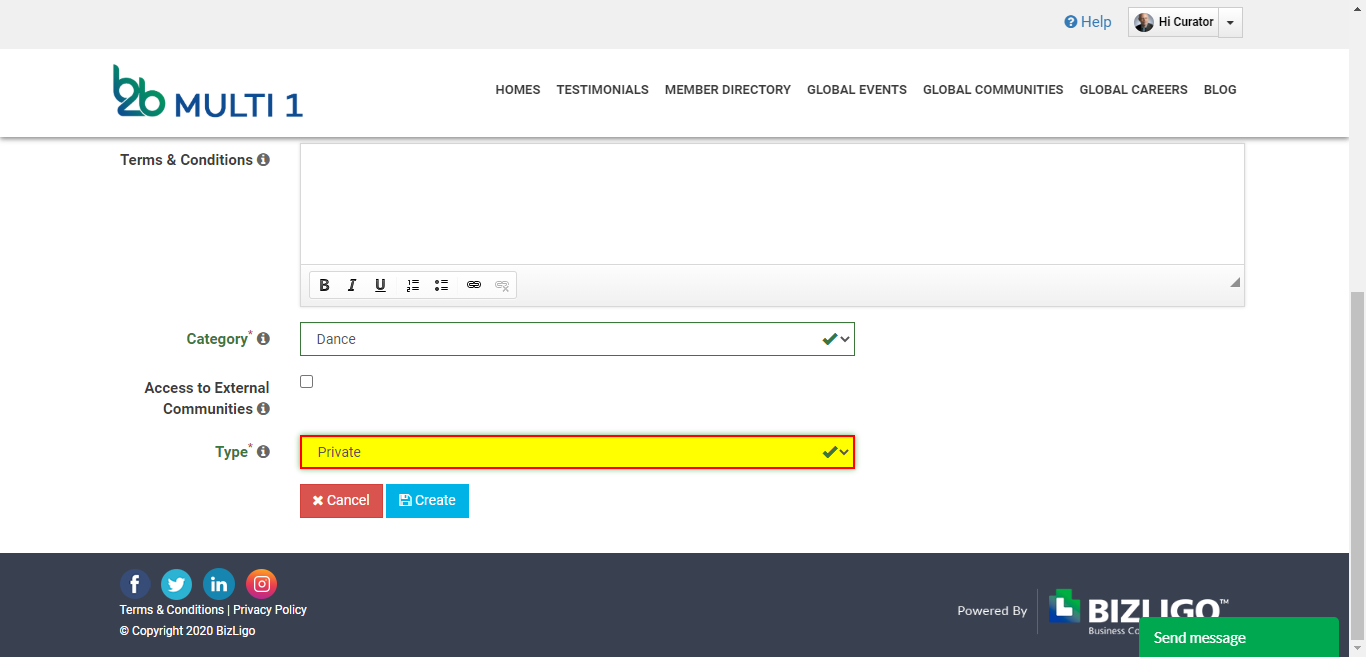 Help
Hi Curator
b2b MULTI 1
HOMES TESTIMONIALS MEMBER DIRECTORY GLOBAL EVENTS GLOBAL COMMUNITIES GLOBAL CAREERS BLOG
Terms & Conditions
B I U
Category*
Dance
Access to External
Communities
Type*
Private
Cancel
Create
f in
Terms & Conditions | Privacy Policy
© Copyright 2020 BizLigo
Powered By
BIZLIGO™
Business
Send message